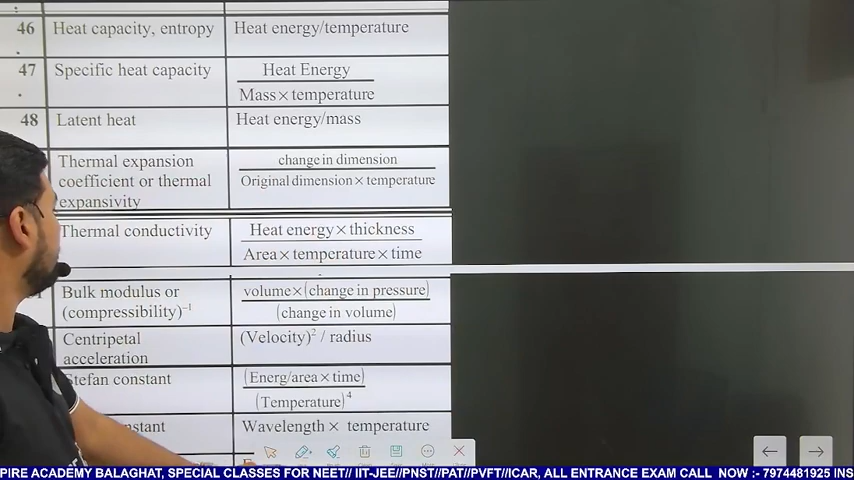 46 Heat capacity, entropy Heat energy/temperature
47 Specific heat capacity Heat Energy
Mass × temperature
48 Latent heat Heat energy/mass
Thermal expansion change in dimension
coefficient or thermal Original dimension × temperature
expansivity
Thermal conductivity Heat energy × thickness
Area × temperature × time
Bulk modulus or volume × (change in pressure)
(compressibility)⁻¹ (change in volume)
Centripetal (Velocity)² / radius
acceleration
Stefan constant (Energ/area × time)
(Temperature)⁴
Wavelength × temperature
PIRE ACADEMY BALAGHAT, SPECIAL CLASSES FOR NEET// IIT-JEE//PNST//PAT//PVFT//ICAR, ALL ENTRANCE EXAM CALL NOW :- 7974481925 INS